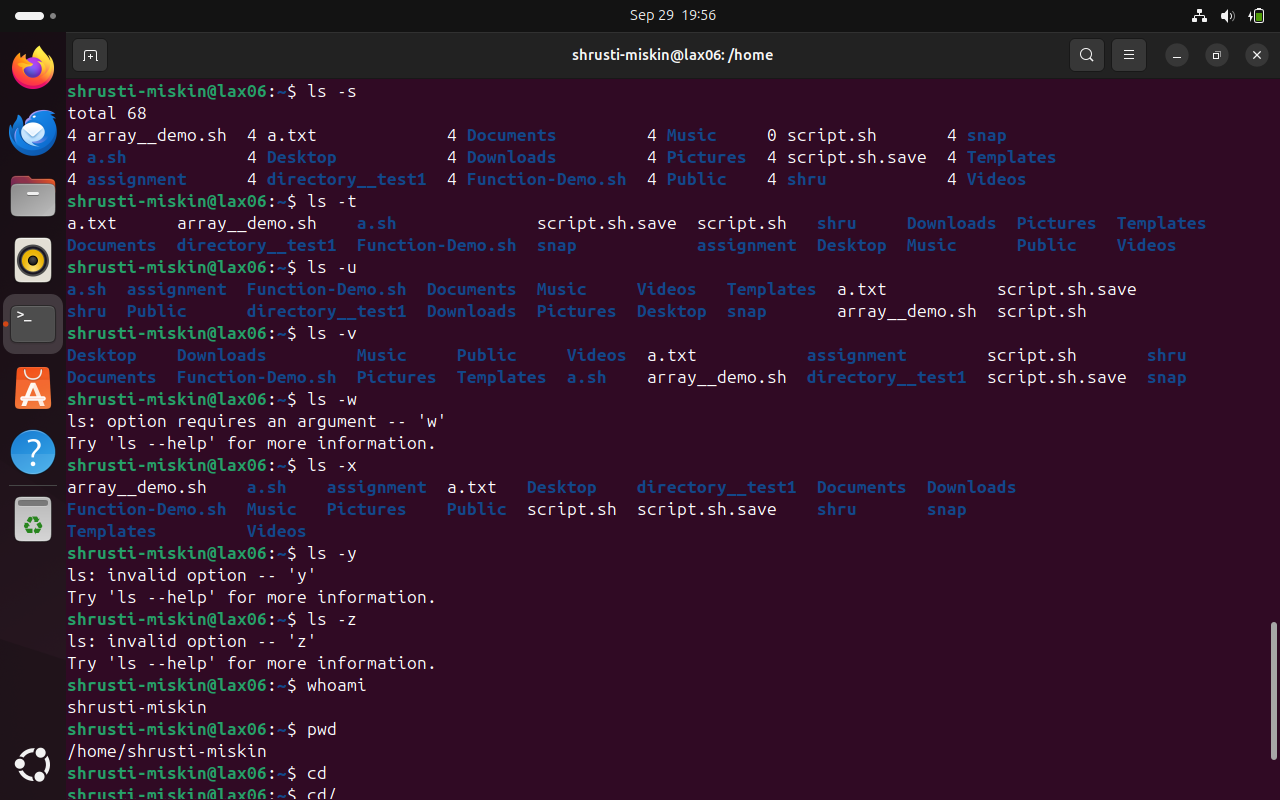 Sep 29 19:56
shrusti-miskin@lax06: /home
shrusti-miskin@lax06:~$ ls -s
total 68
4 array__demo.sh 4 a.txt 4 Documents 4 Music 0 script.sh 4 snap
4 a.sh 4 Desktop 4 Downloads 4 Pictures 4 script.sh.save 4 Templates
4 assignment 4 directory__test1 4 Function-Demo.sh 4 Public 4 shru 4 Videos
shrusti-miskin@lax06:~$ ls -t
a.txt array__demo.sh a.sh script.sh.save script.sh shru Downloads Pictures Templates
Documents directory__test1 Function-Demo.sh snap assignment Desktop Music Public Videos
shrusti-miskin@lax06:~$ ls -u
a.sh assignment Function-Demo.sh Documents Music Videos Templates a.txt script.sh.save
shru Public directory__test1 Downloads Pictures Desktop snap array__demo.sh script.sh
shrusti-miskin@lax06:~$ ls -v
Desktop Downloads Music Public Videos a.txt assignment script.sh shru
Documents Function-Demo.sh Pictures Templates a.sh array__demo.sh directory__test1 script.sh.save snap
shrusti-miskin@lax06:~$ ls -w
ls: option requires an argument -- 'w'
Try 'ls --help' for more information.
shrusti-miskin@lax06:~$ ls -x
array__demo.sh a.sh assignment a.txt Desktop directory__test1 Documents Downloads
Function-Demo.sh Music Pictures Public script.sh script.sh.save shru snap
Templates Videos
shrusti-miskin@lax06:~$ ls -y
ls: invalid option -- 'y'
Try 'ls --help' for more information.
shrusti-miskin@lax06:~$ ls -z
ls: invalid option -- 'z'
Try 'ls --help' for more information.
shrusti-miskin@lax06:~$ whoami
shrusti-miskin
shrusti-miskin@lax06:~$ pwd
/home/shrusti-miskin
shrusti-miskin@lax06:~$ cd
shrusti-miskin@lax06:~$ cd/